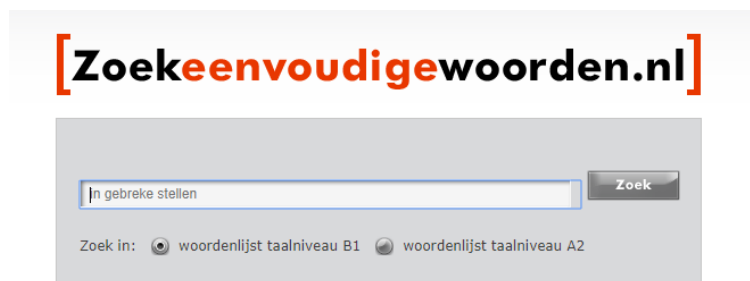 [Zoekeenvoudigewoorden.nl]
in gebreke stellen
Zoek
Zoek in: woordenlijst taalniveau B1 woordenlijst taalniveau A2